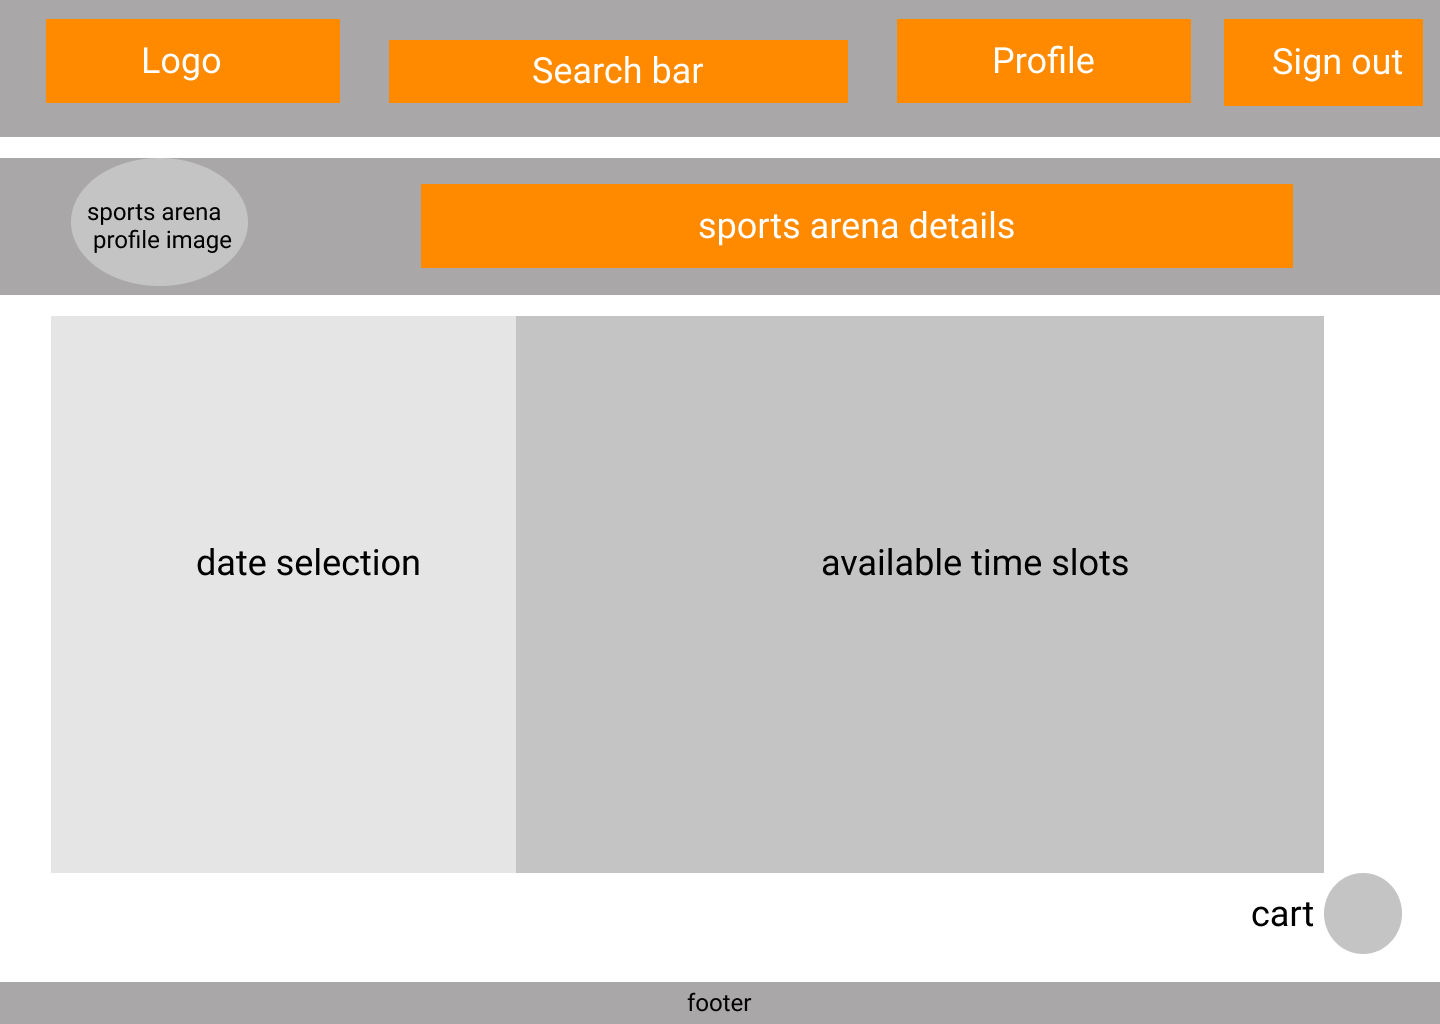 Logo
Search bar
Profile
Sign out
sports arena
profile image
sports arena details
date selection
available time slots
cart
footer